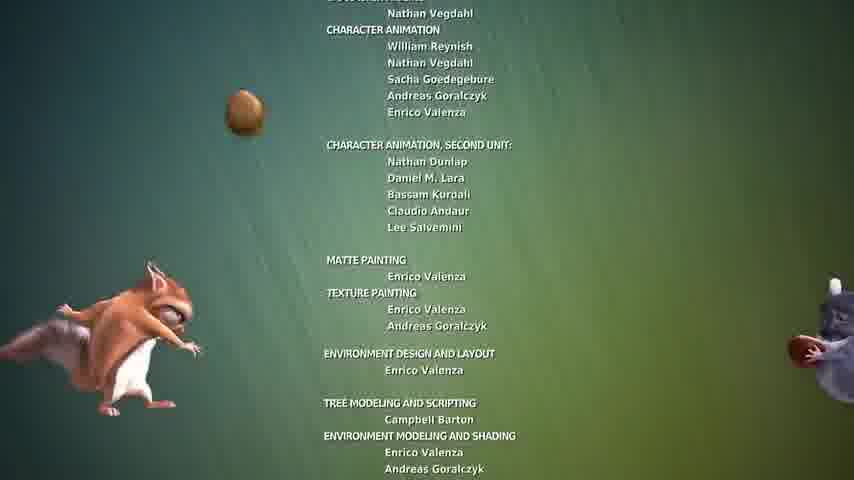 Nathan Vegdahl
CHARACTER ANIMATION
William Reynish
Nathan Vegdahl
Sacha Goedegebure
Andreas Goralczyk
Enrico Valenza
CHARACTER ANIMATION, SECOND UNIT:
Nathan Dunlap
Daniel M. Lara
Bassam Kurdali
Claudio Andaur
Lee Salvemini
MATTE PAINTING
Enrico Valenza
TEXTURE PAINTING
Enrico Valenza
Andreas Goralczyk
ENVIRONMENT DESIGN AND LAYOUT
Enrico Valenza
TREE MODELING AND SCRIPTING
Campbell Barton
ENVIRONMENT MODELING AND SHADING
Enrico Valenza
Andreas Goralczyk